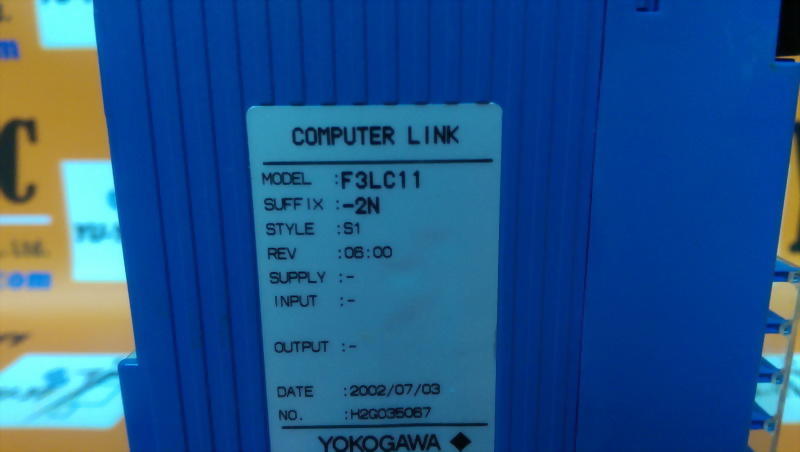 COMPUTER LINK
MODEL :F3LC11
SUFFIX :-2N
STYLE :S1
REV :06:00
SUPPLY :-
INPUT :-
OUTPUT :-
DATE :2002/07/03
NO. :H2G035067
YOKOGAWA